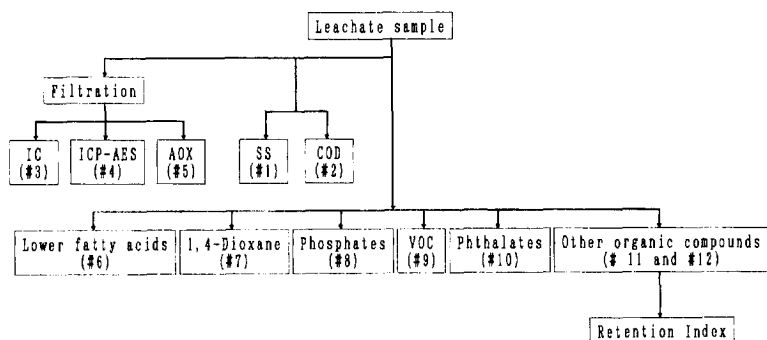 Leachate sample
Filtration
IC
(#3)
ICP-AES
(#4)
AOX
(#5)
SS
(#1)
COD
(#2)
Lower fatty acids
(#6)
1,4-Dioxane
(#7)
Phosphates
(#8)
VOC
(#9)
Phthalates
(#10)
Other organic compounds
(# 11 and #12)
Retention Index